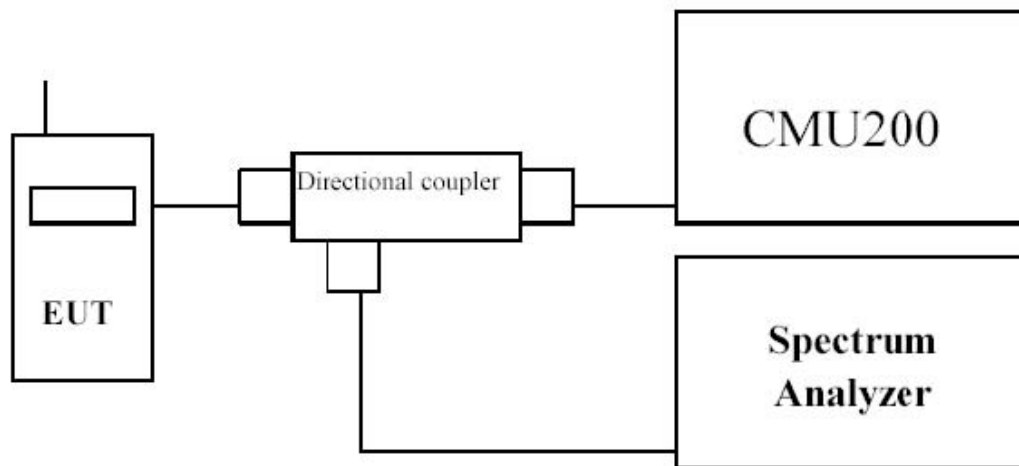 CMU200
Directional coupler
EUT
Spectrum
Analyzer